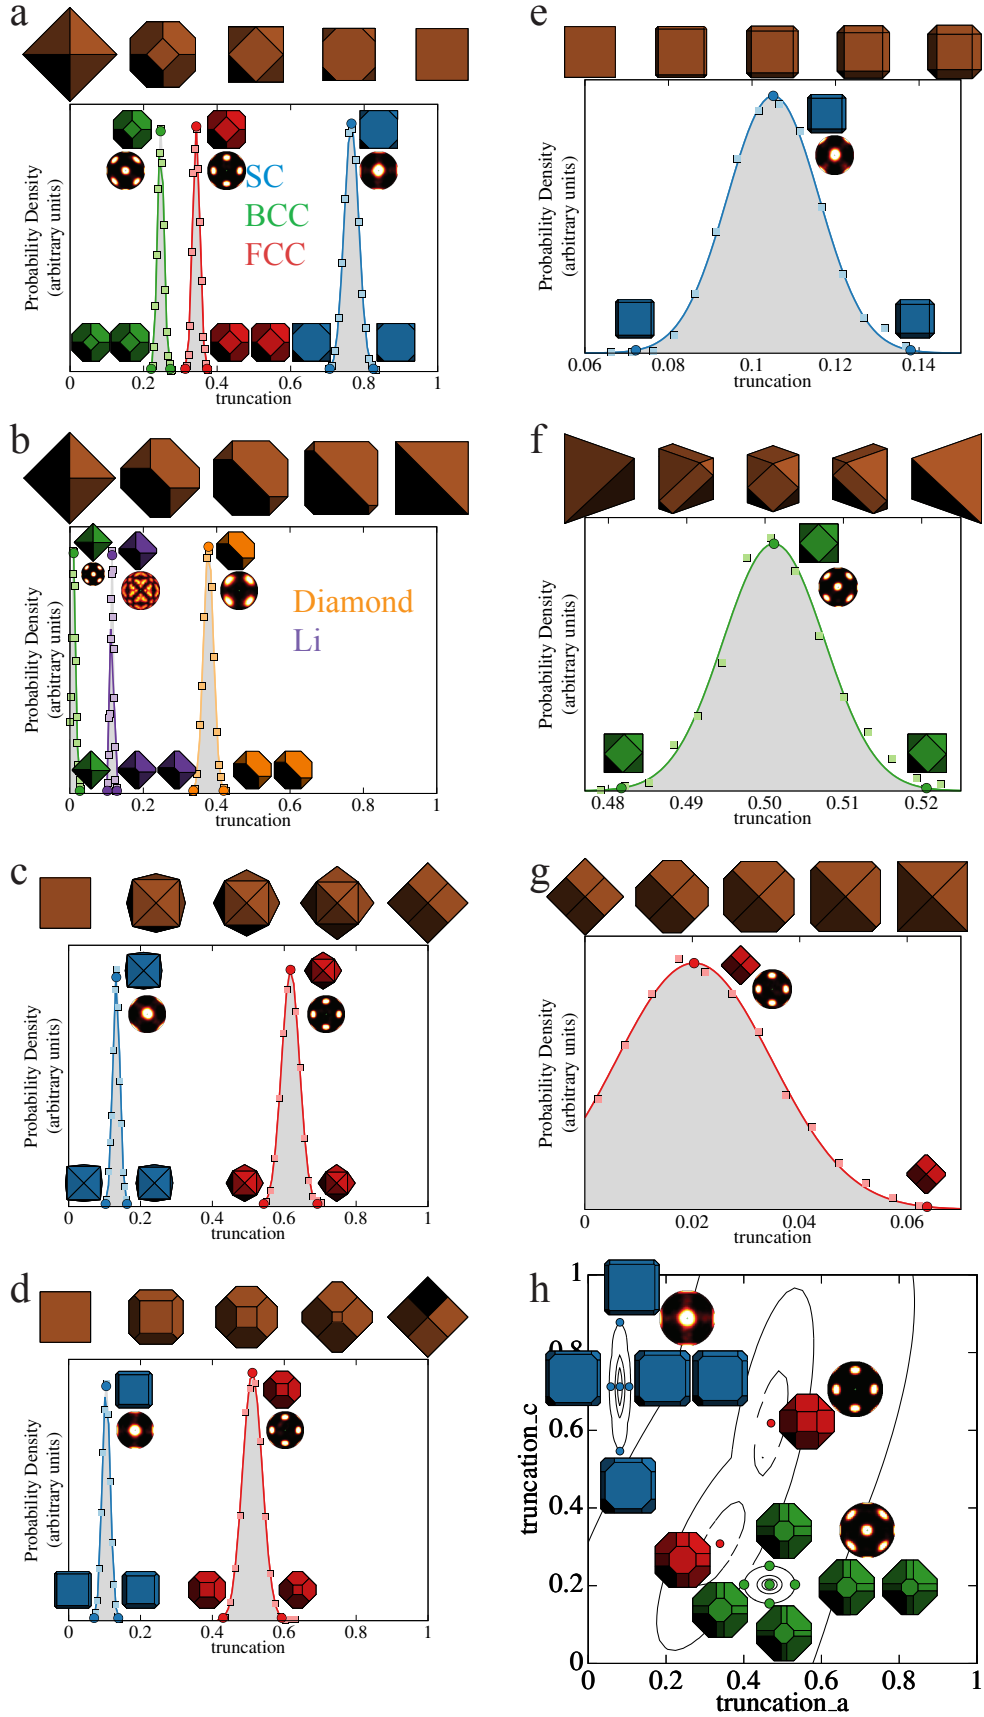 a
SC
BCC
FCC
Probability Density
(arbitrary units)
0 0.2 0.4 0.6 0.8 1
truncation
b
Diamond
Li
Probability Density
(arbitrary units)
0 0.2 0.4 0.6 0.8 1
truncation
c
Probability Density
(arbitrary units)
0 0.2 0.4 0.6 0.8 1
truncation
d
Probability Density
(arbitrary units)
0 0.2 0.4 0.6 0.8 1
truncation
e
Probability Density
(arbitrary units)
0.06 0.08 0.1 0.12 0.14
truncation
f
Probability Density
(arbitrary units)
0.48 0.49 0.50 0.51 0.52
truncation
g
Probability Density
(arbitrary units)
0 0.02 0.04 0.06
truncation
h
1
0.8
0.6
0.4
0.2
0
truncation_c
0 0.2 0.4 0.6 0.8 1
truncation_a